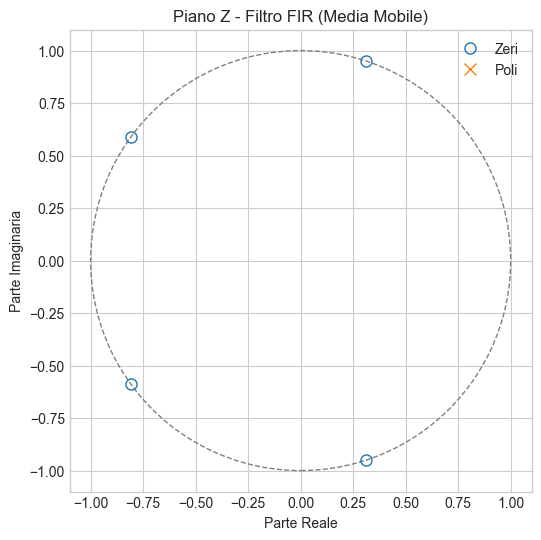 Piano Z - Filtro FIR (Media Mobile)
Zeri
Poli
1.00
0.75
0.50
0.25
0.00
−0.25
−0.50
−0.75
−1.00
Parte Immaginaria
−1.00 −0.75 −0.50 −0.25 0.00 0.25 0.50 0.75 1.00
Parte Reale